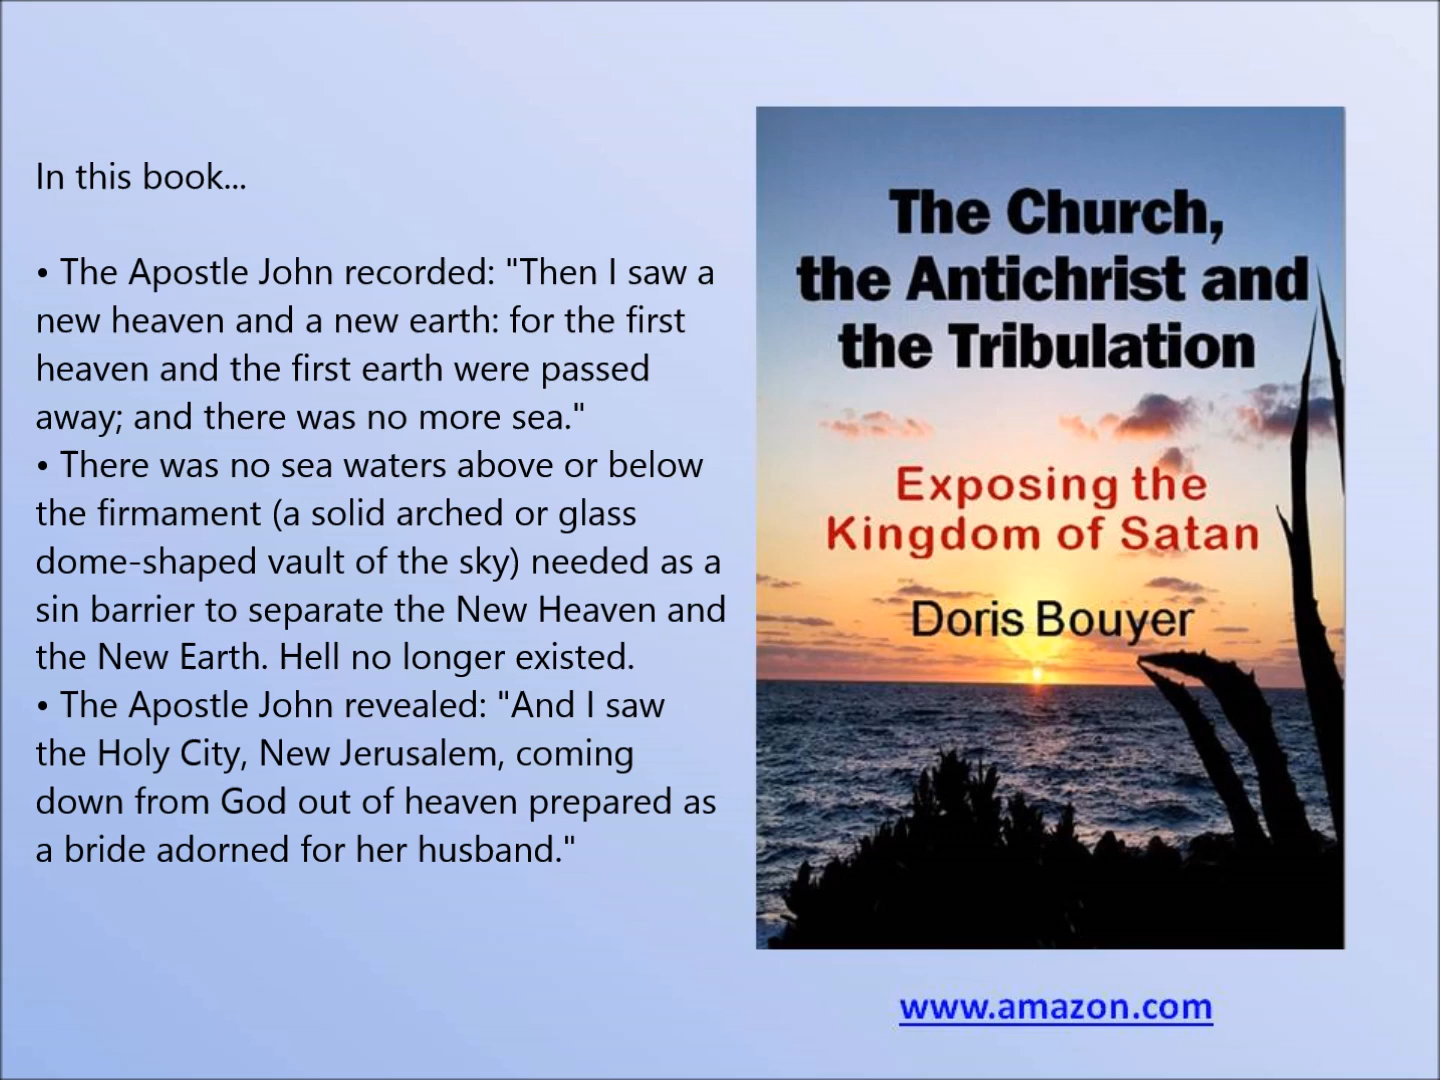 In this book...
• The Apostle John recorded: "Then I saw a
new heaven and a new earth: for the first
heaven and the first earth were passed
away; and there was no more sea."
• There was no sea waters above or below
the firmament (a solid arched or glass
dome-shaped vault of the sky) needed as a
sin barrier to separate the New Heaven and
the New Earth. Hell no longer existed.
• The Apostle John revealed: "And I saw
the Holy City, New Jerusalem, coming
down from God out of heaven prepared as
a bride adorned for her husband."
The Church,
the Antichrist and
the Tribulation
Exposing the
Kingdom of Satan
Doris Bouyer
www.amazon.com